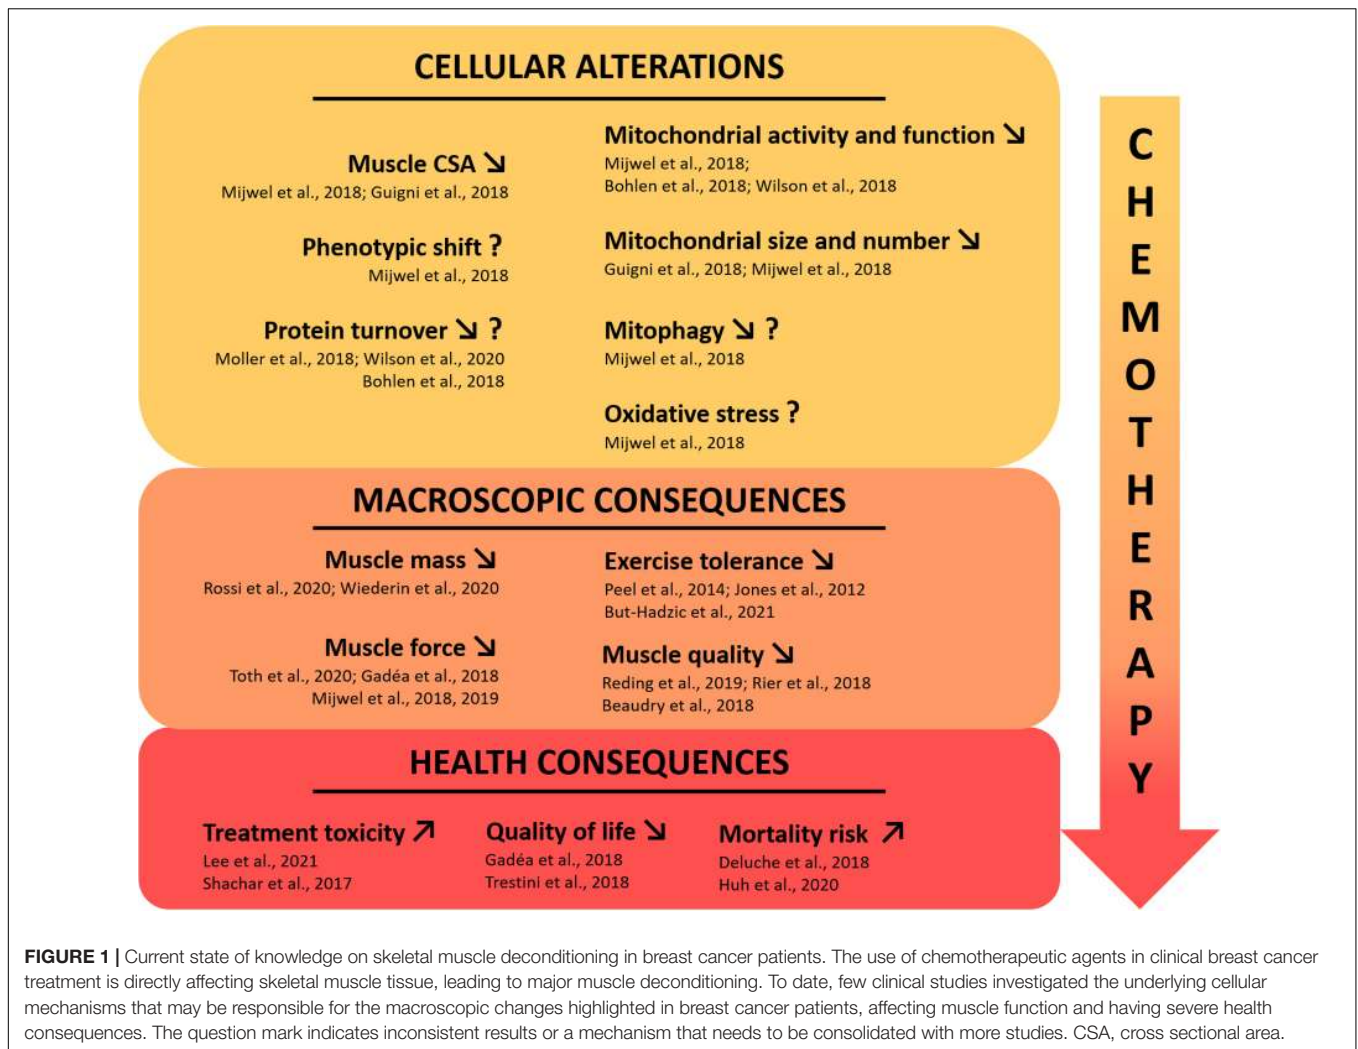 CELLULAR ALTERATIONS
Muscle CSA ↘
Mijwel et al., 2018; Guigni et al., 2018
Phenotypic shift ?
Mijwel et al., 2018
Protein turnover ↘ ?
Moller et al., 2018; Wilson et al., 2020
Bohlen et al., 2018
Mitochondrial activity and function ↘
Mijwel et al., 2018;
Bohlen et al., 2018; Wilson et al., 2018
Mitochondrial size and number ↘
Guigni et al., 2018; Mijwel et al., 2018
Mitophagy ↘ ?
Mijwel et al., 2018
Oxidative stress ?
Mijwel et al., 2018
MACROSCOPIC CONSEQUENCES
Muscle mass ↘
Rossi et al., 2020; Wiederin et al., 2020
Muscle force ↘
Toth et al., 2020; Gadéa et al., 2018
Mijwel et al., 2018, 2019
Exercise tolerance ↘
Peel et al., 2014; Jones et al., 2012
But-Hadzic et al., 2021
Muscle quality ↘
Reding et al., 2019; Rier et al., 2018
Beaudry et al., 2018
HEALTH CONSEQUENCES
Treatment toxicity ↗
Lee et al., 2021
Shachar et al., 2017
Quality of life ↘
Gadéa et al., 2018
Trestini et al., 2018
Mortality risk ↗
Deluche et al., 2018
Huh et al., 2020
CHEMOTHERAPY
FIGURE 1 | Current state of knowledge on skeletal muscle deconditioning in breast cancer patients. The use of chemotherapeutic agents in clinical breast cancer
treatment is directly affecting skeletal muscle tissue, leading to major muscle deconditioning. To date, few clinical studies investigated the underlying cellular
mechanisms that may be responsible for the macroscopic changes highlighted in breast cancer patients, affecting muscle function and having severe health
consequences. The question mark indicates inconsistent results or a mechanism that needs to be consolidated with more studies. CSA, cross sectional area.